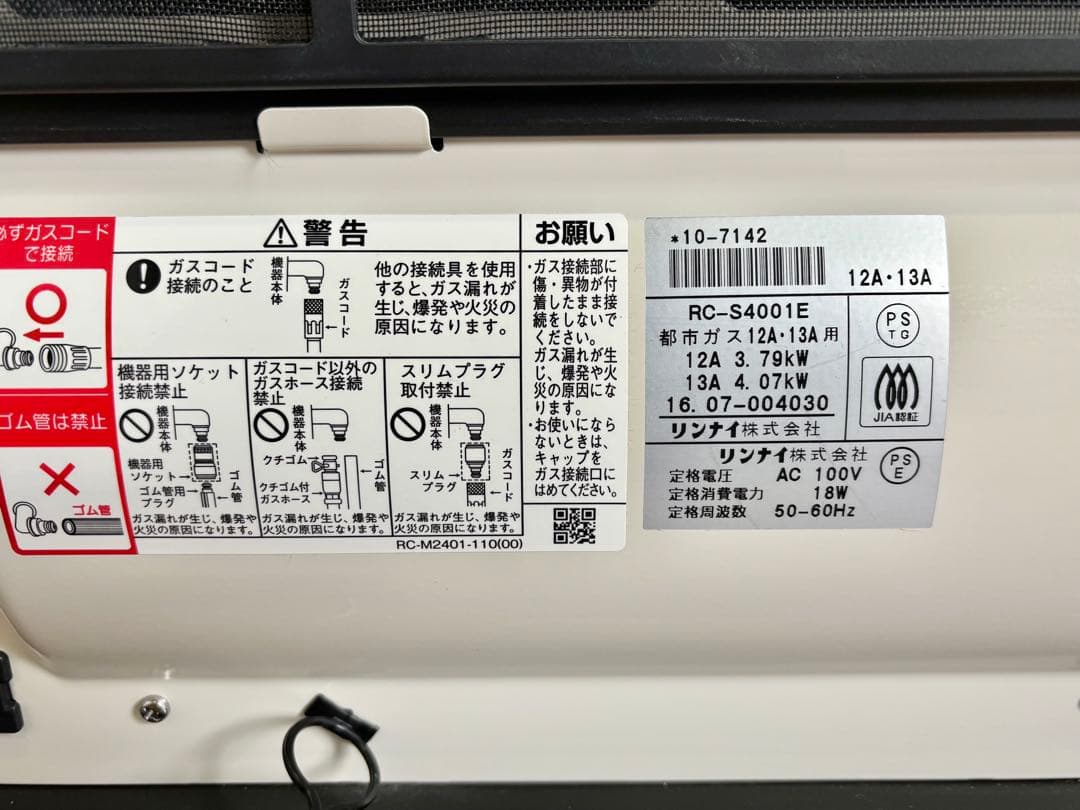 必ずガスコード
で接続
ゴム管は禁止
ゴム管
警告
ガスコード
接続のこと
機器本体
ガスコード
他の接続具を使用
すると、ガス漏れが
生じ、爆発や火災の
原因になります。
機器用ソケット
接続禁止
機器本体
機器用
ソケット
ゴム管用
プラグ
ゴム管
ガス漏れが生じ、爆発や
火災の原因になります。
ガスコード以外の
ガスホース接続
禁止
機器本体
クチゴム
クチゴム付
ガスホース
ゴム管
ガス漏れが生じ、爆発や
火災の原因になります。
スリムプラグ
取付禁止
機器本体
スリム
プラグ
ガスコード
ガス漏れが生じ、爆発や
火災の原因になります。
RC-M2401-110(00)
お願い
・ガス接続部に
傷・異物が付
着したまま接
続をしないで
ください。
ガス漏れが生
じ、爆発や火
災の原因にな
ります。
・お使いになら
ないときは、
キャップを
ガス接続口に
はめてください。
*10-7142
12A・13A
RC-S4001E
都市ガス12A・13A用
12A 3.79kW
13A 4.07kW
16.07-004030
リンナイ株式会社
PS
TG
JIA認証
リンナイ株式会社
定格電圧 AC 100V
定格消費電力 18W
定格周波数 50-60Hz
PS
E